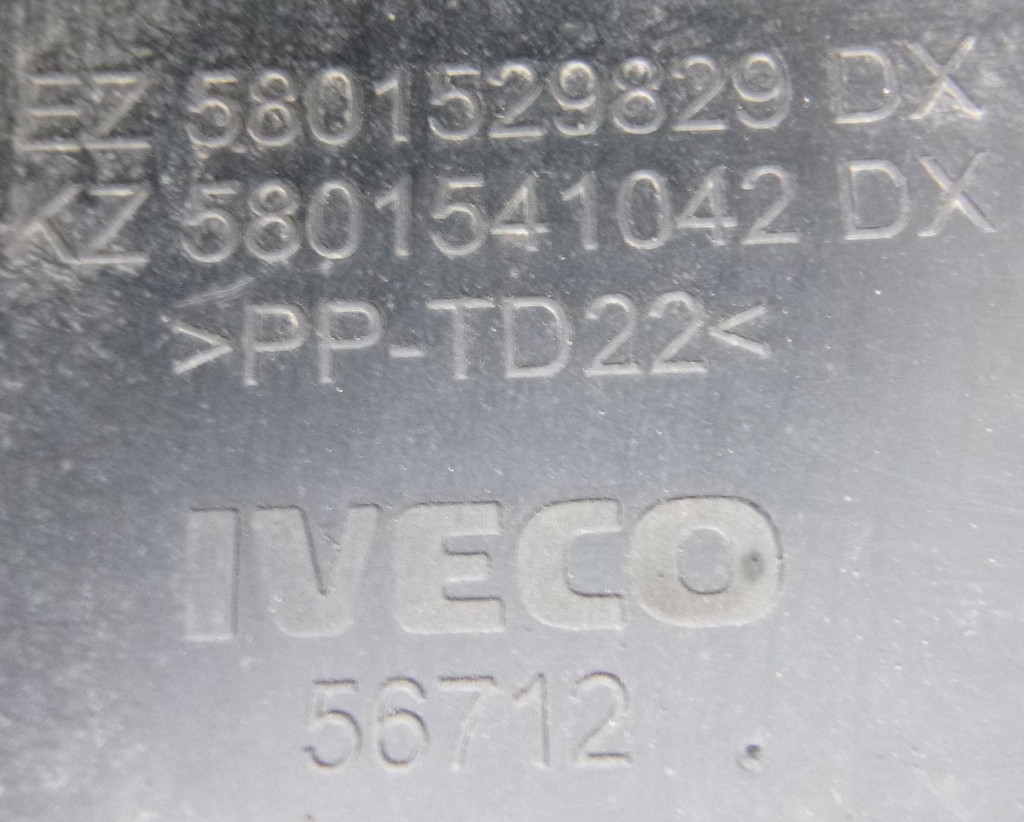 EZ 5801529829 DX
KZ 5801541042 DX
>PP-TD22<
IVECO
56712